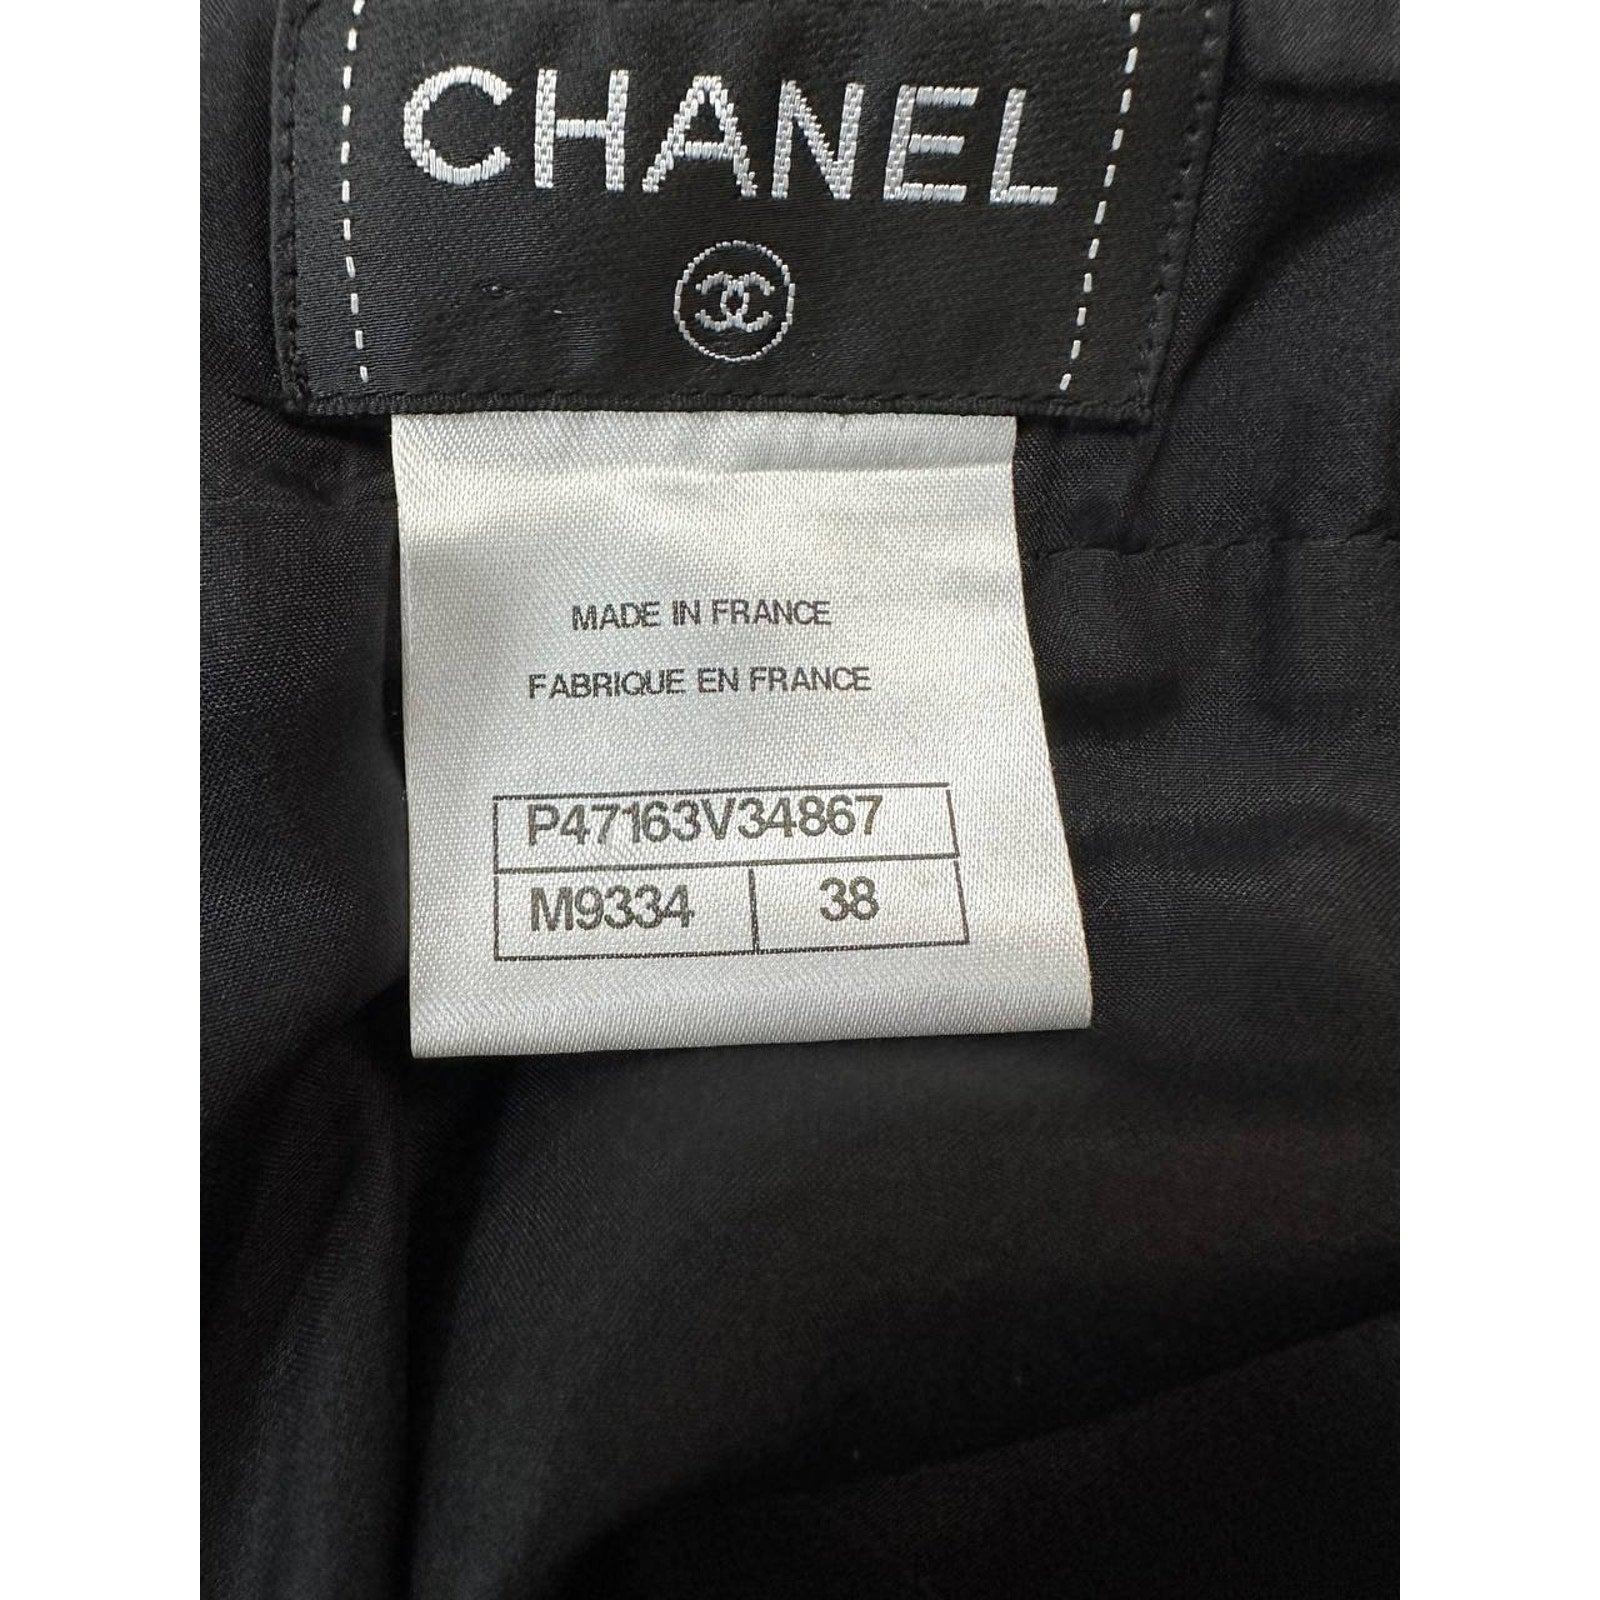 CHANEL
MADE IN FRANCE
FABRIQUE EN FRANCE
P47163V34867
M9334 38